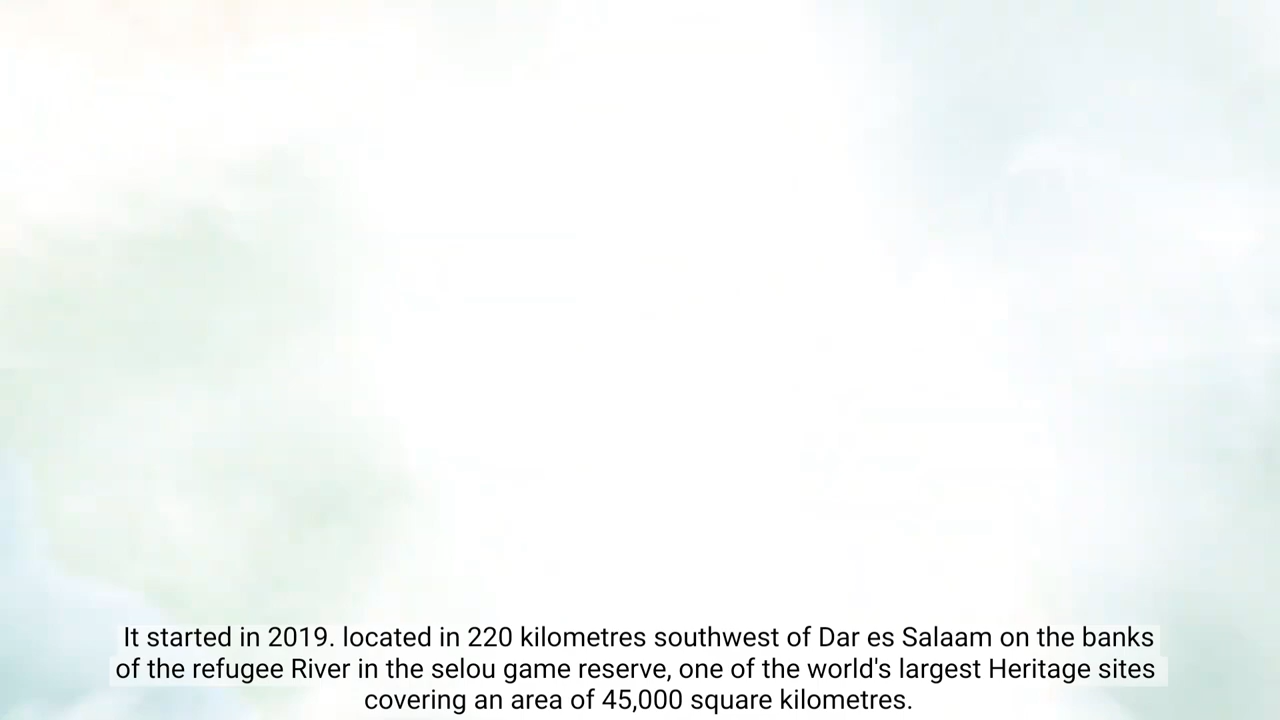 It started in 2019. located in 220 kilometres southwest of Dar es Salaam on the banks
of the refugee River in the selou game reserve, one of the world's largest Heritage sites
covering an area of 45,000 square kilometres.